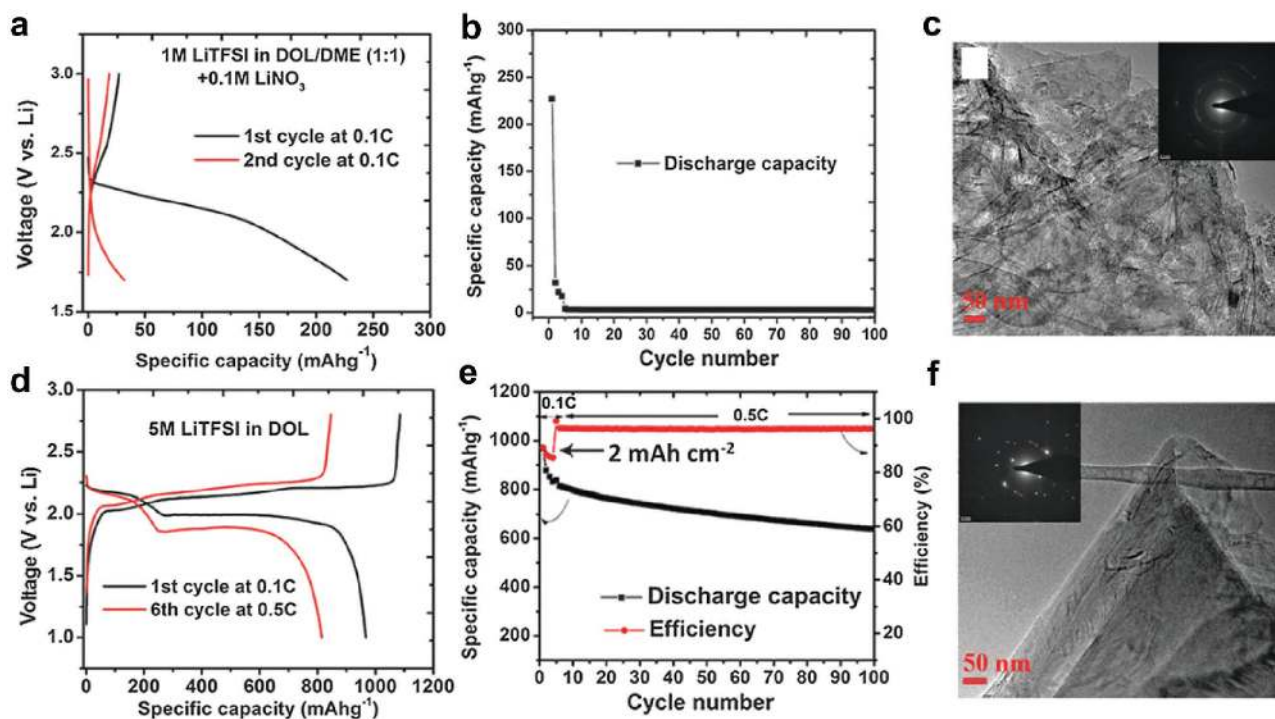 a
1M LiTFSI in DOL/DME (1:1)
+0.1M LiNO₃
1st cycle at 0.1C
2nd cycle at 0.1C
Voltage (V vs. Li)
3.0
2.5
2.0
1.5
0 50 100 150 200 250 300
Specific capacity (mAhg⁻¹)
b
Discharge capacity
Specific capacity (mAhg⁻¹)
300
250
200
150
100
50
0
0 10 20 30 40 50 60 70 80 90 100
Cycle number
c
50 nm
d
5M LiTFSI in DOL
1st cycle at 0.1C
6th cycle at 0.5C
Voltage (V vs. Li)
3.0
2.5
2.0
1.5
1.0
0 200 400 600 800 1000 1200
Specific capacity (mAhg⁻¹)
e
0.1C
0.5C
2 mAh cm⁻²
Discharge capacity
Efficiency
Specific capacity (mAhg⁻¹)
1200
1100
1000
900
800
700
600
500
400
300
200
100
Efficiency (%)
100
80
60
40
20
0 10 20 30 40 50 60 70 80 90 100
Cycle number
f
50 nm